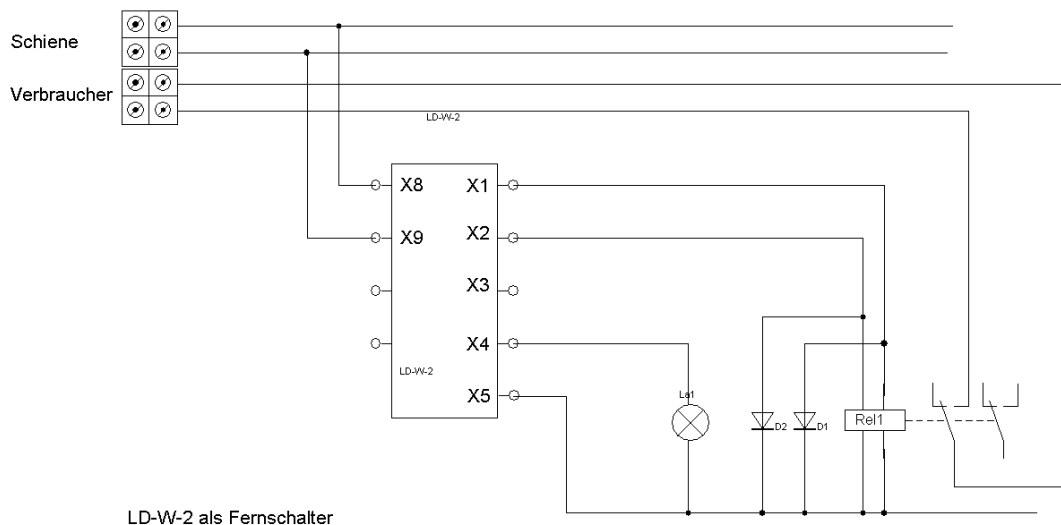 Schiene
Verbraucher
LD-W-2
X8
X1
X9
X2
X3
X4
LD-W-2
X5
La1
D2
D1
Rel1
LD-W-2 als Fernschalter